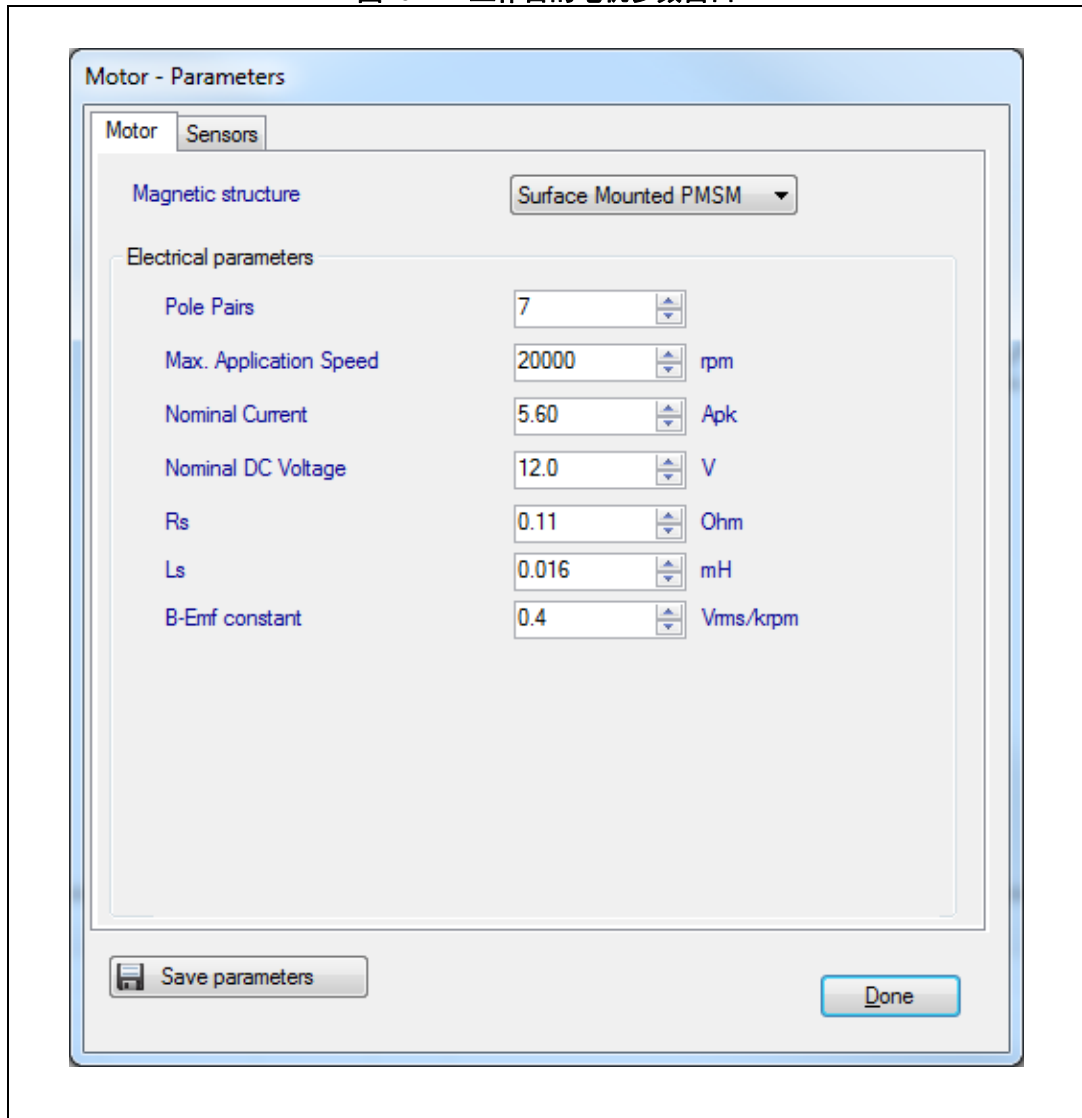 Motor - Parameters
Motor Sensors
Magnetic structure Surface Mounted PMSM
Electrical parameters
Pole Pairs 7
Max. Application Speed 20000 rpm
Nominal Current 5.60 Apk
Nominal DC Voltage 12.0 V
Rs 0.11 Ohm
Ls 0.016 mH
B-Emf constant 0.4 Vrms/krpm
Save parameters
Done